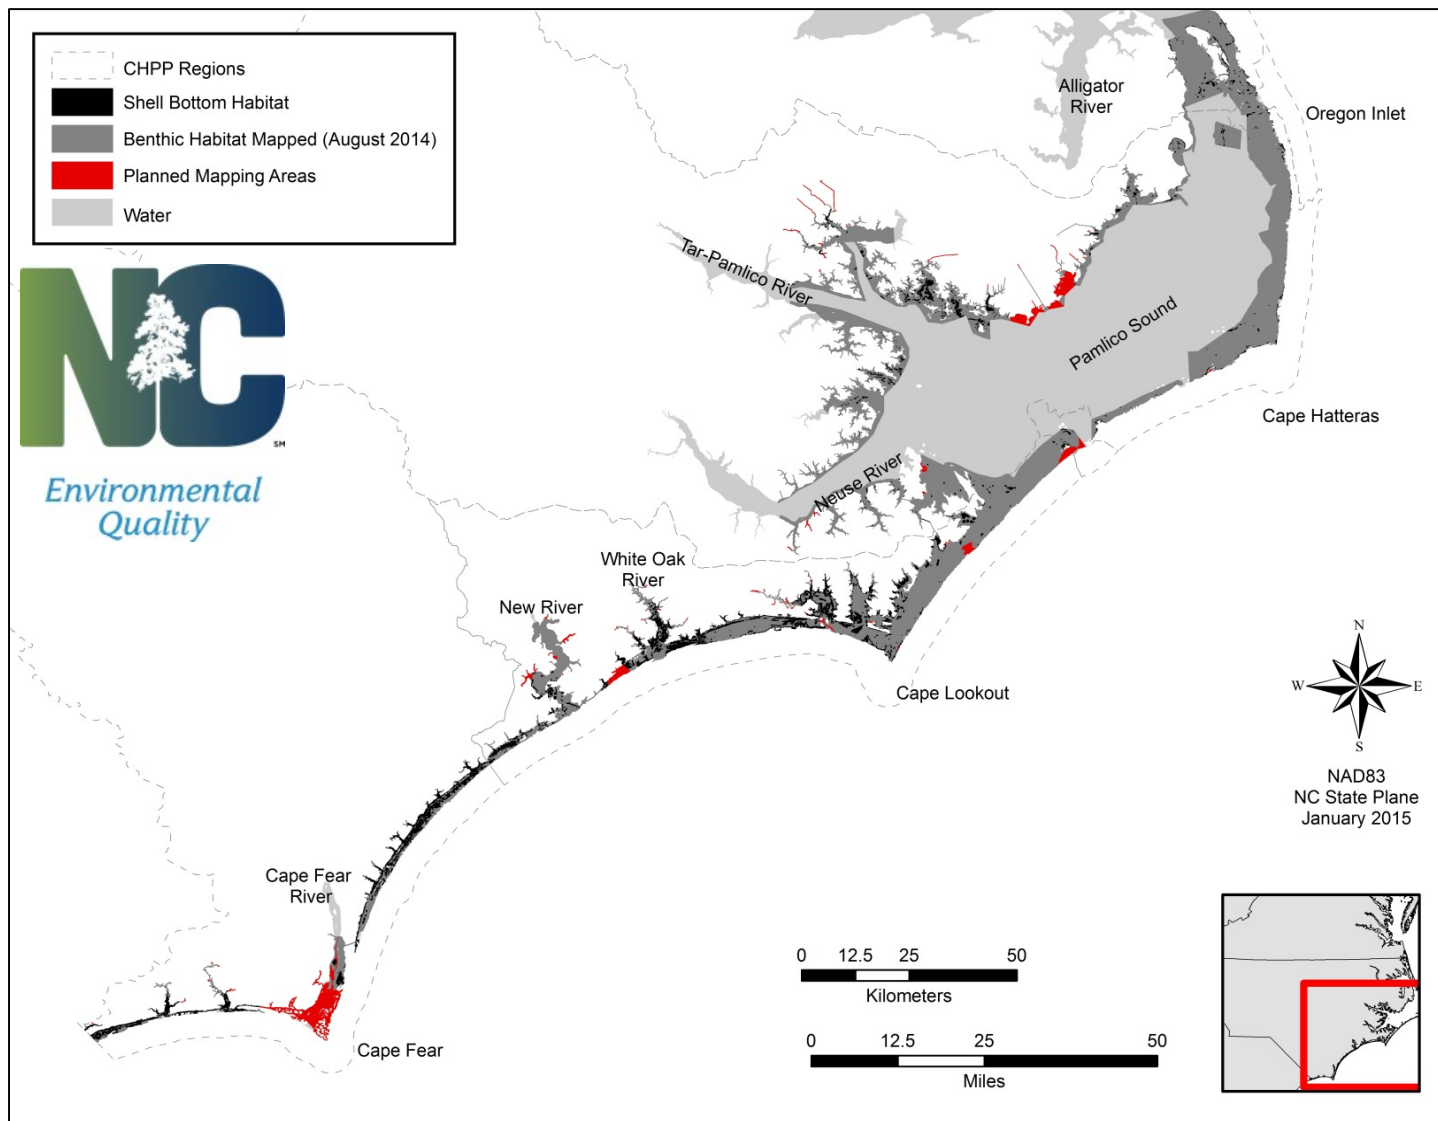 CHPP Regions
Shell Bottom Habitat
Benthic Habitat Mapped (August 2014)
Planned Mapping Areas
Water
NC
SM
Environmental
Quality
Alligator
River
Oregon Inlet
Tar-Pamlico River
Pamlico Sound
Cape Hatteras
Neuse River
White Oak
River
New River
Cape Lookout
N
W
E
S
NAD83
NC State Plane
January 2015
Cape Fear
River
Cape Fear
0 12.5 25 50
Kilometers
0 12.5 25 50
Miles